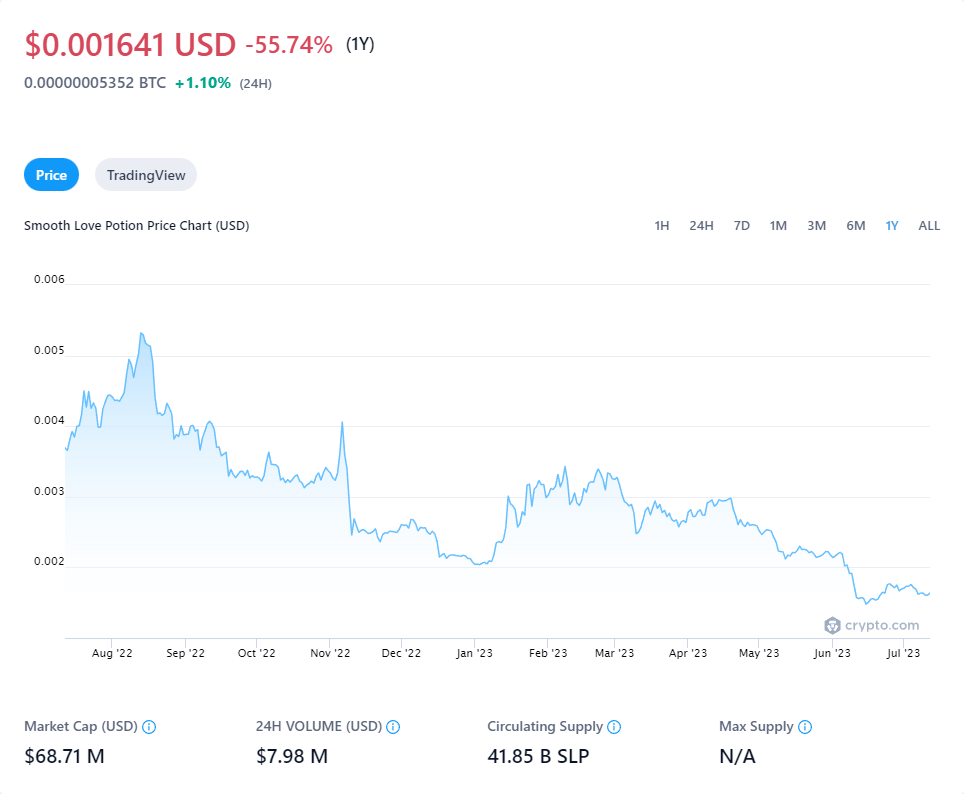 $0.001641 USD -55.74% (1Y)
0.00000005352 BTC +1.10% (24H)
Price TradingView
Smooth Love Potion Price Chart (USD) 1H 24H 7D 1M 3M 6M 1Y ALL
0.006
0.005
0.004
0.003
0.002
crypto.com
Aug '22 Sep '22 Oct '22 Nov '22 Dec '22 Jan '23 Feb '23 Mar '23 Apr '23 May '23 Jun '23 Jul '23
Market Cap (USD) 24H VOLUME (USD) Circulating Supply Max Supply
$68.71 M $7.98 M 41.85 B SLP N/A